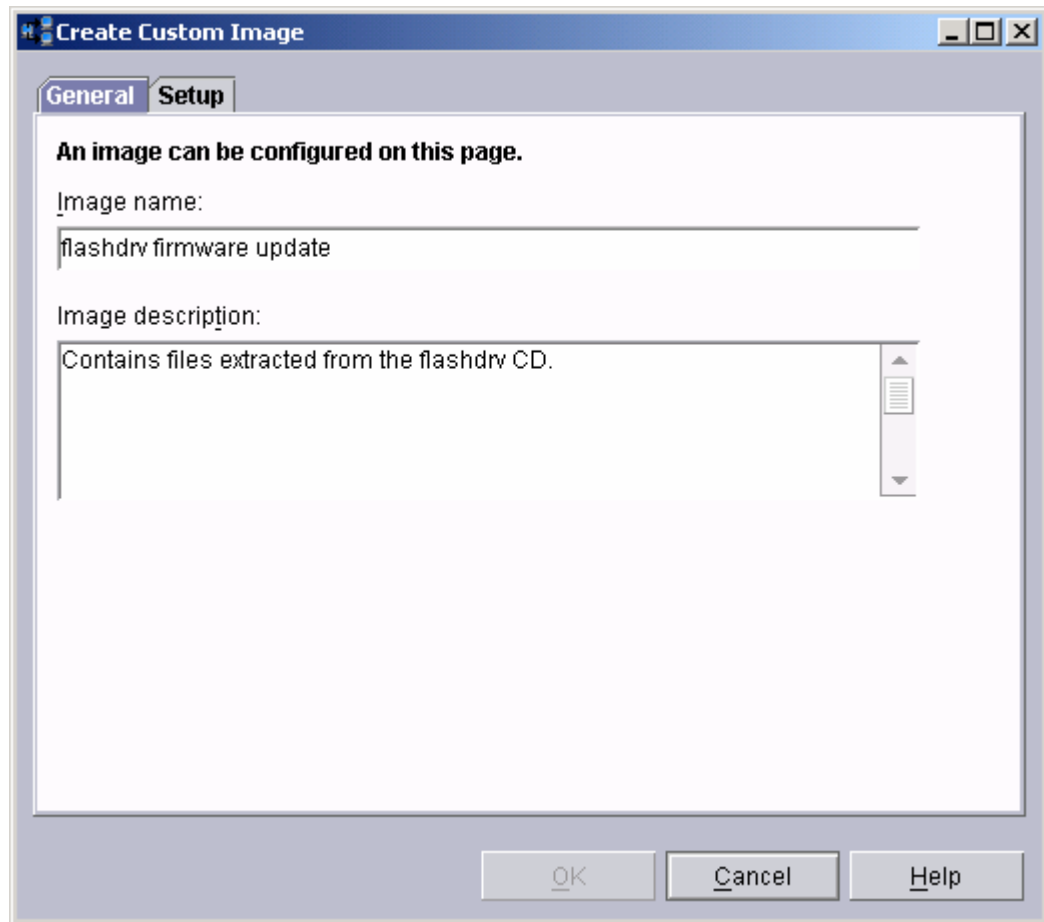 Create Custom Image
General Setup
An image can be configured on this page.
Image name:
flashdrv firmware update
Image description:
Contains files extracted from the flashdrv CD.
OK Cancel Help